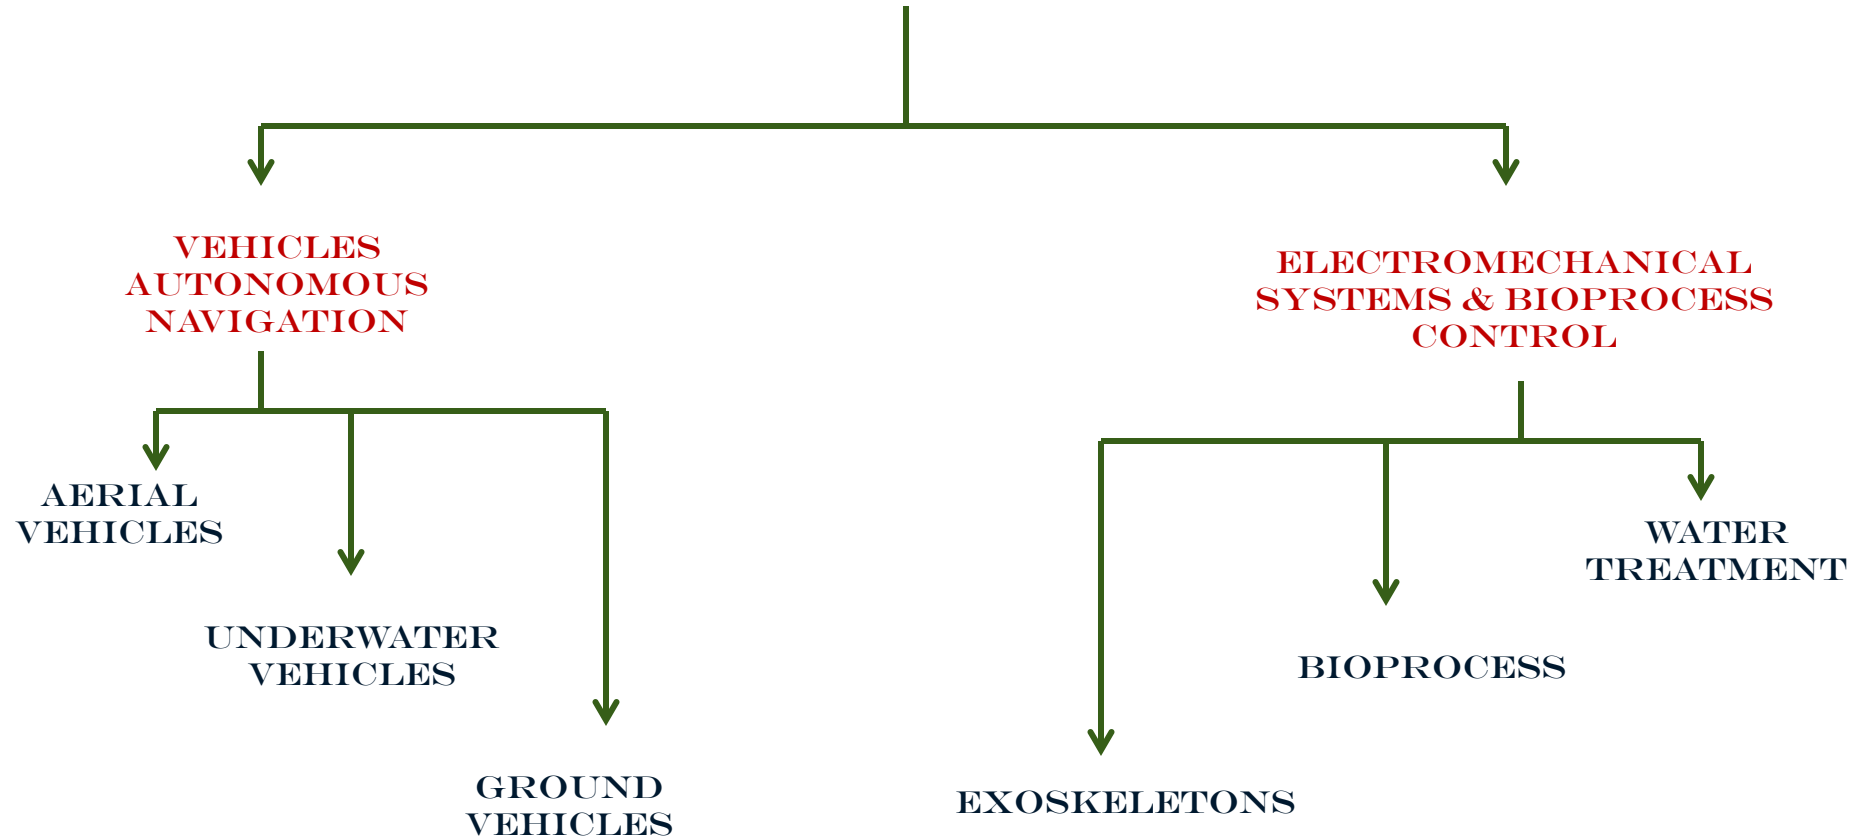 VEHICLES
AUTONOMOUS
NAVIGATION
ELECTROMECHANICAL
SYSTEMS & BIOPROCESS
CONTROL
AERIAL
VEHICLES
UNDERWATER
VEHICLES
GROUND
VEHICLES
EXOSKELETONS
BIOPROCESS
WATER
TREATMENT